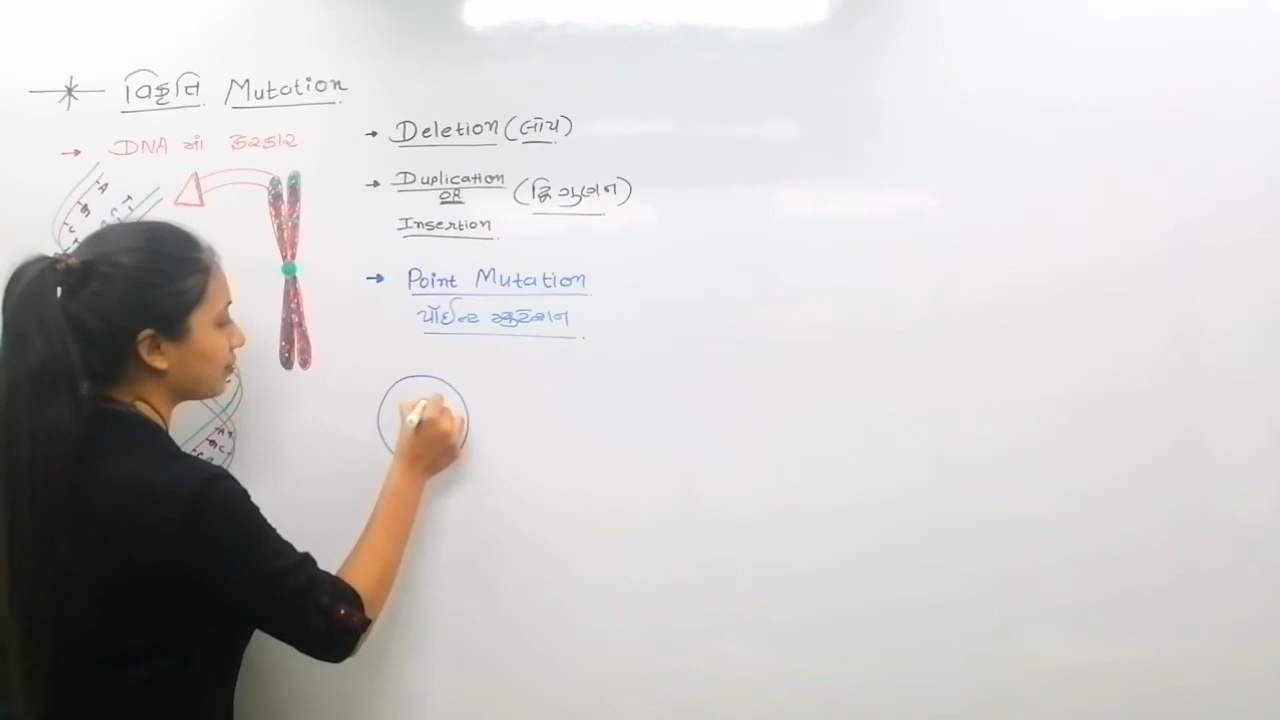 વિકૃતિ Mutation
→ DNA માં ફેરફાર
→ Deletion (લોપ)
→ Duplication
OR
(દ્વિગુણન)
Insertion
→ Point Mutation
પૉઈન્ટ મ્યુટેશન